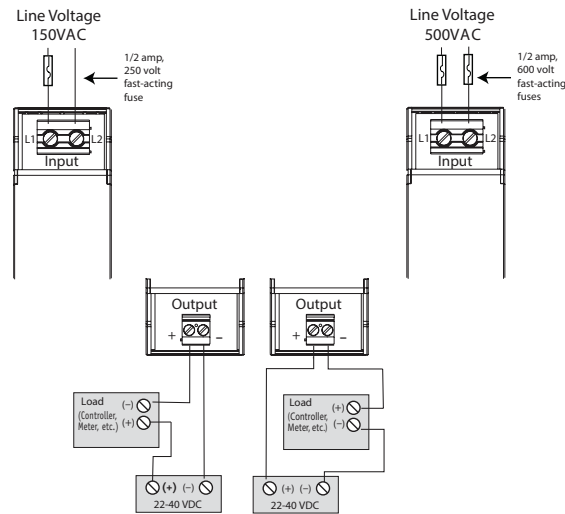 Line Voltage
150VAC
1/2 amp,
250 volt
fast-acting
fuse
L1
L2
Input
Line Voltage
500VAC
1/2 amp,
600 volt
fast-acting
fuses
L1
L2
Input
Output
+ –
Load
(Controller,
Meter, etc.)
(–)
(+)
(+) (–)
22-40 VDC
Output
+ –
Load
(Controller,
Meter, etc.)
(+)
(–)
(+) (–)
22-40 VDC